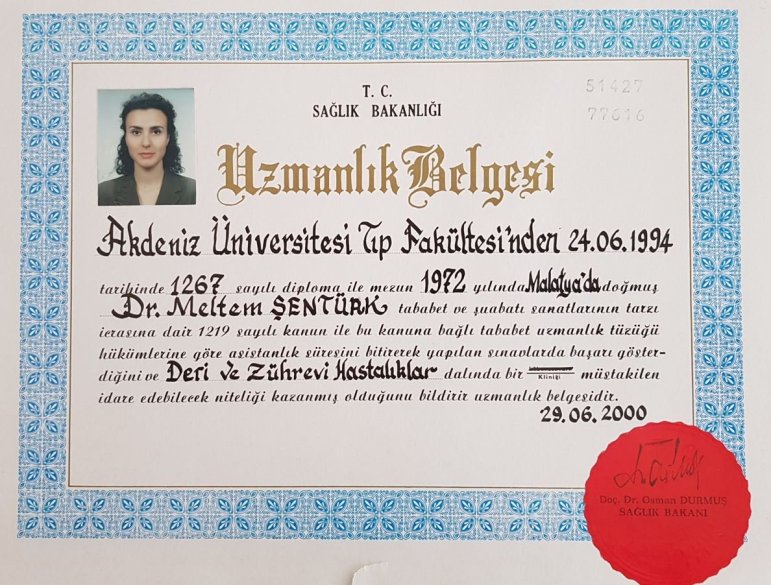 T. C.
SAĞLIK BAKANLIĞI
51427
77616
Uzmanlık Belgesi
Akdeniz Üniversitesi Tıp Fakültesi'nden 24.06.1994
tarihinde 1267 sayılı diploma ile mezun 1972 yılında Malatya'da doğmuş
Dr. Meltem ŞENTÜRK tababet ve şuabatı sanatlarının tarzı
icrasına dair 1219 sayılı kanun ile bu kanuna bağlı tababet uzmanlık tüzüğü
hükümlerine göre asistanlık süresini bitirerek yapılan sınavlarda başarı göster-
diğini ve Deri ve Zührevi Hastalıklar dalında bir Kliniği müstakilen
idare edebilecek niteliği kazanmış olduğunu bildirir uzmanlık belgesidir.
29.06.2000
Doç. Dr. Osman DURMUŞ
SAĞLIK BAKANI